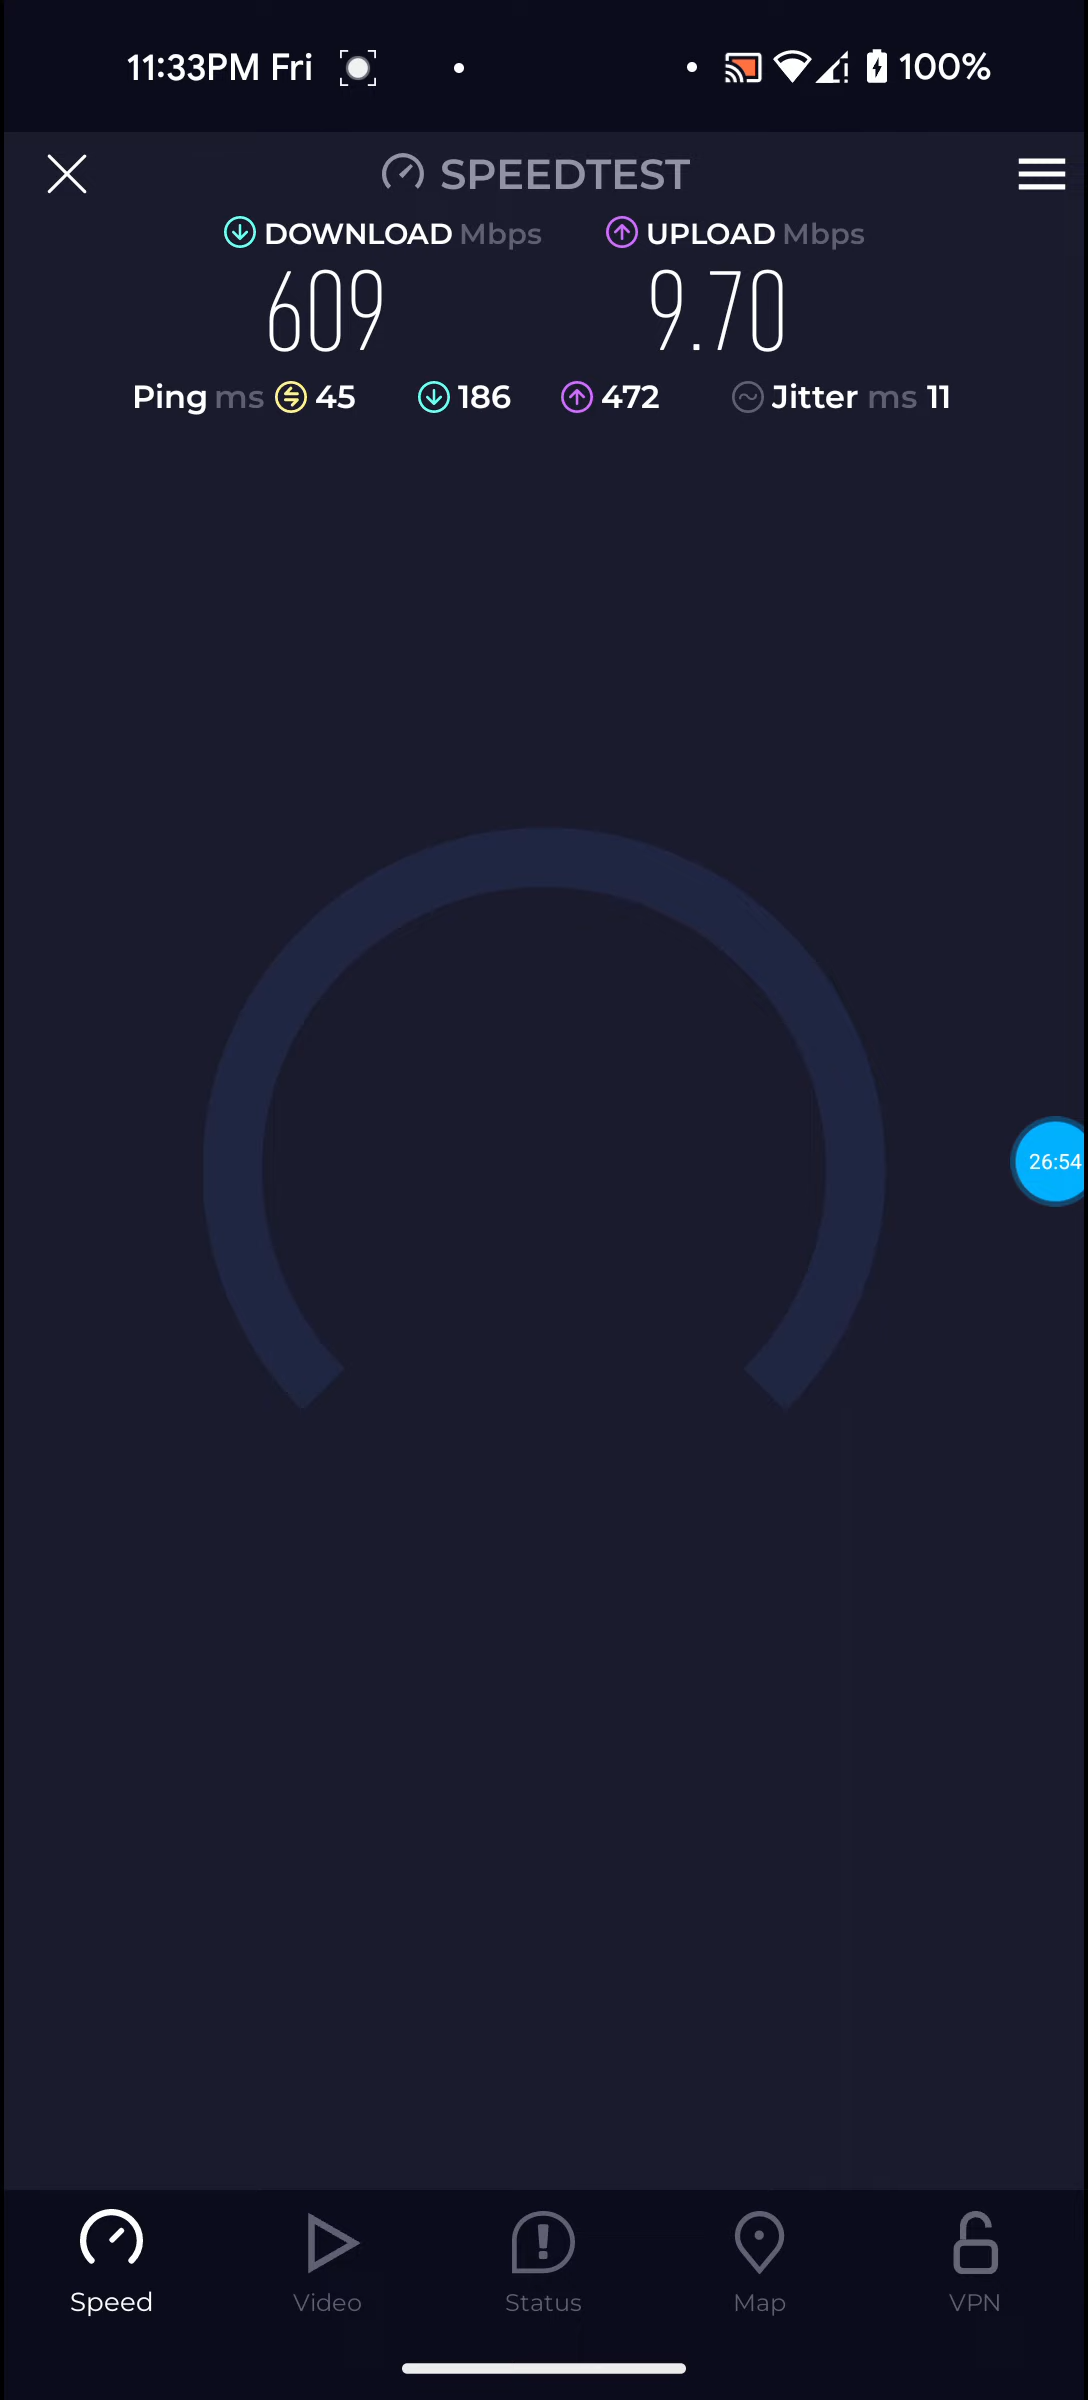 11:33PM Fri 100%
SPEEDTEST
DOWNLOAD Mbps UPLOAD Mbps
609 9.70
Ping ms 45 186 472 Jitter ms 11
26:54
Speed Video Status Map VPN